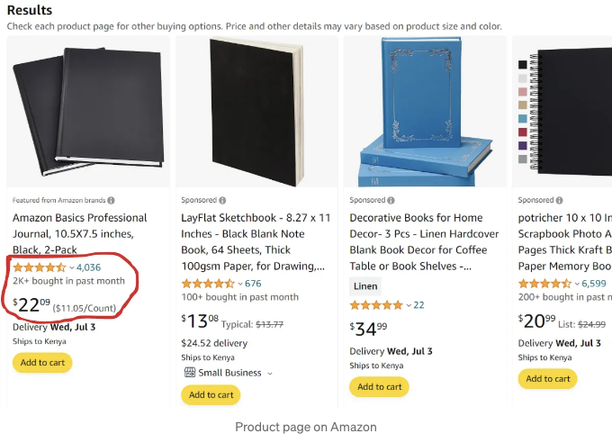 Results
Check each product page for other buying options. Price and other details may vary based on product size and color.
Featured from Amazon brands
Amazon Basics Professional
Journal, 10.5X7.5 inches,
Black, 2-Pack
4,036
2K+ bought in past month
$22.09 ($11.05/Count)
Delivery Wed, Jul 3
Ships to Kenya
Add to cart
Sponsored
LayFlat Sketchbook - 8.27 x 11
Inches - Black Blank Note
Book, 64 Sheets, Thick
100gsm Paper, for Drawing,...
676
100+ bought in past month
$13.08 Typical: $13.77
$24.52 delivery
Ships to Kenya
Small Business
Add to cart
Sponsored
Decorative Books for Home
Decor- 3 Pcs - Linen Hardcover
Blank Book Decor for Coffee
Table or Book Shelves -...
Linen
22
$34.99
Delivery Wed, Jul 3
Ships to Kenya
Add to cart
Sponsored
potricher 10 x 10 In
Scrapbook Photo A
Pages Thick Kraft B
Paper Memory Boo
6,599
200+ bought in past n
$20.99 List: $24.99
Delivery Wed, Jul 3
Ships to Kenya
Add to cart
Product page on Amazon